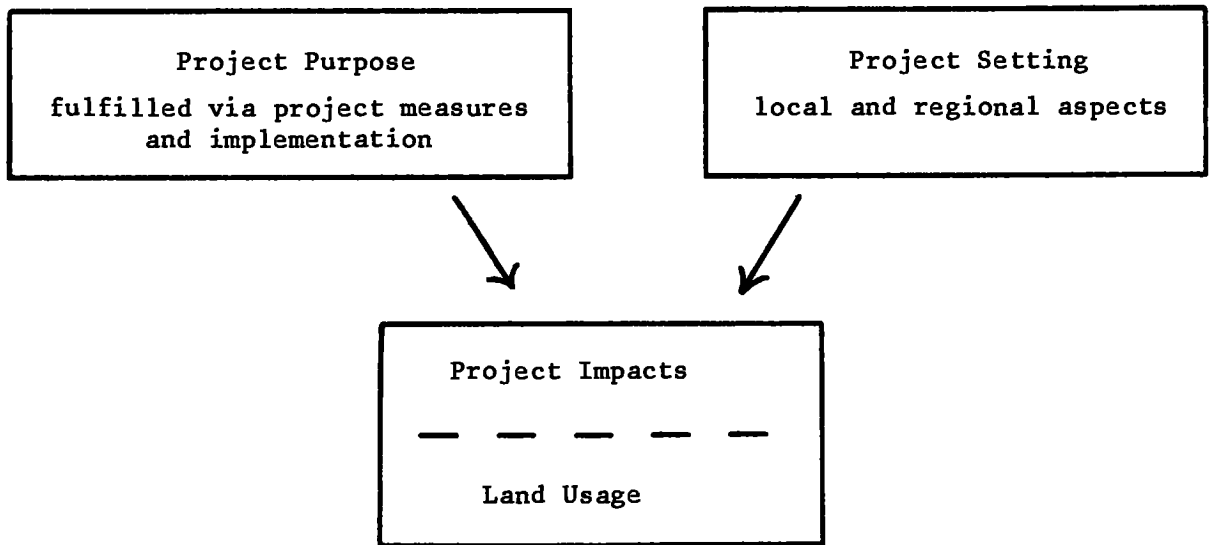 Project Purpose
fulfilled via project measures
and implementation
Project Setting
local and regional aspects
Project Impacts
Land Usage